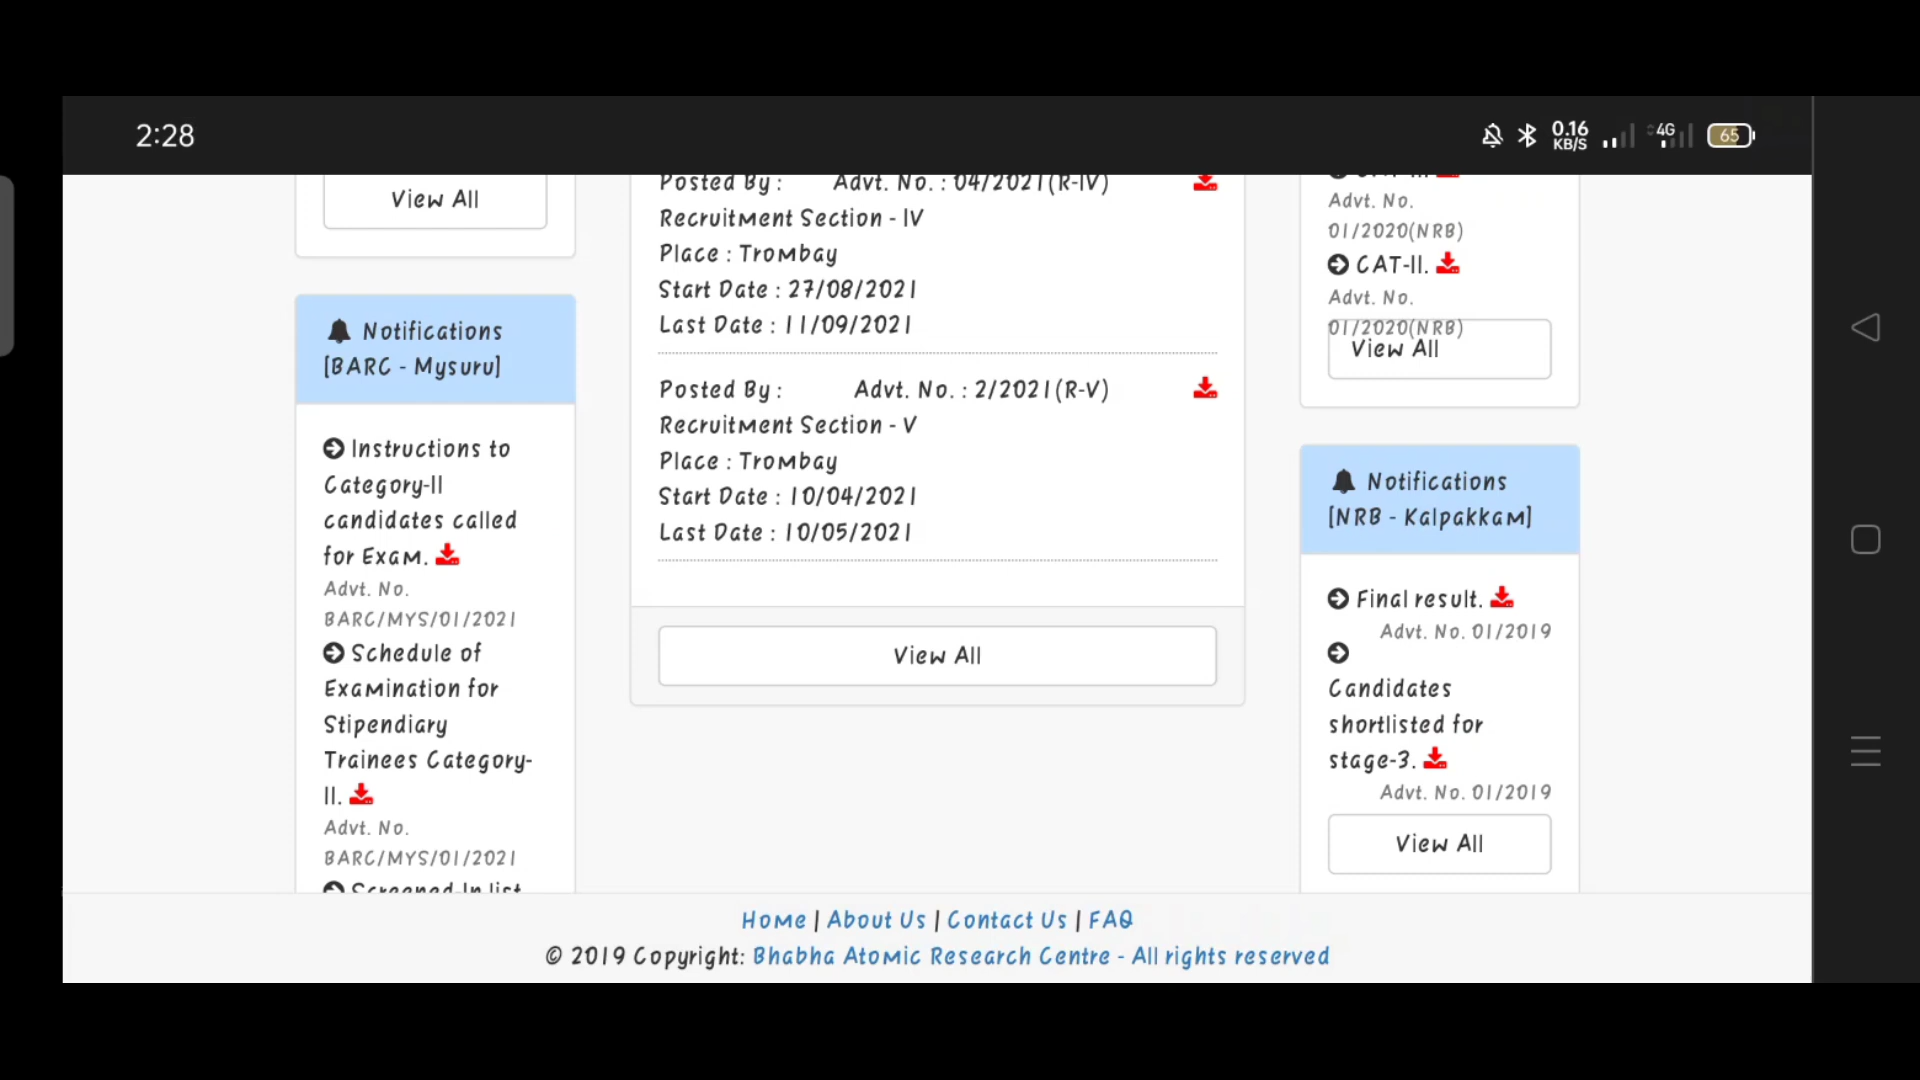 2:28
0.16
KB/S
4G
65
View All
Notifications
[BARC - Mysuru]
Instructions to
Category-II
candidates called
for Exam.
Advt. No.
BARC/MYS/01/2021
Schedule of
Examination for
Stipendiary
Trainees Category-
II.
Advt. No.
BARC/MYS/01/2021
Screened-In list
Posted By : Advt. No. : 04/2021(R-IV)
Recruitment Section - IV
Place : Trombay
Start Date : 27/08/2021
Last Date : 11/09/2021
Posted By : Advt. No. : 2/2021(R-V)
Recruitment Section - V
Place : Trombay
Start Date : 10/04/2021
Last Date : 10/05/2021
View All
Advt. No.
01/2020(NRB)
CAT-II.
Advt. No.
01/2020(NRB)
View All
Notifications
[NRB - Kalpakkam]
Final result.
Advt. No. 01/2019
Candidates
shortlisted for
stage-3.
Advt. No. 01/2019
View All
Home | About Us | Contact Us | FAQ
© 2019 Copyright: Bhabha Atomic Research Centre - All rights reserved